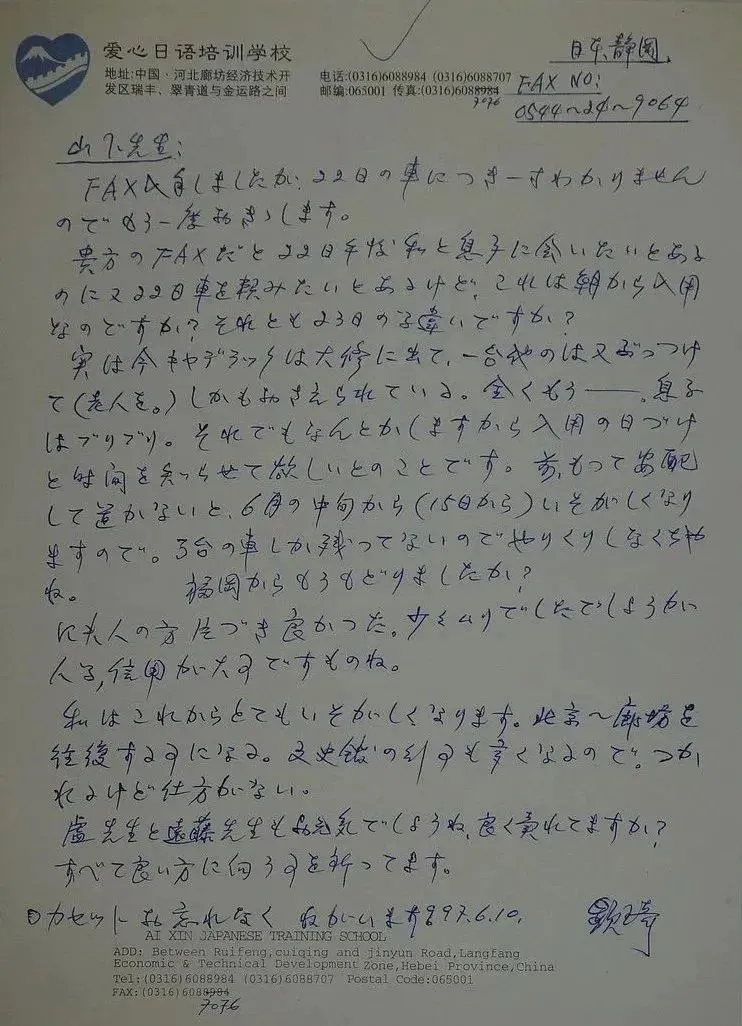 爱心日语培训学校
地址:中国·河北廊坊经济技术开
发区瑞丰、翠青道与金运路之间
电话:(0316)6088984 (0316)6088707
邮编:065001 传真:(0316)6088984
7076
日本静岡
FAX NO:
0544~24~9064
山下先生:
FAX入手しましたが、22日の車につき一寸わかりません
のでもう一度おききします。
貴方のFAXだと22日午後私と息子に会いたいとある
のに又22日車を頼みたいとあるけど、これは朝から入用
なのですか?それとも23日の予違いですか?
実は今キャデラックは大修に出て、一台他のは又ぶっつけ
て(老人を。)しかもおさえられている。全くもう——。息子
はブリブリ。それでもなんとかしますから入用の日づけ
と时间を知らせて欲しいとのことです。前もって按配
して置かないと、6月の中旬から(15日から)いそがしくなり
ますので。3台の車しか残ってないのでやりくりしなくちゃ
ね。 福岡からもうもどりましたか?
の方片づき良かった。少々ムリでしたでしょうが
信用が大事ですものね。
私はこれからとてもいそがしくなります。北京~廊坊を
往復する事になる。文史館の行事も多くなるので。つか
れるけど仕方がない。
盧先生と遠藤先生もお元気でしょうね、良く売れてますか?
すべて良い方に向う事を祈ってます。
カセットお忘れなく ねがいます 997.6.10. 顕琦
AI XIN JAPANESE TRAINING SCHOOL
ADD: Between Ruifeng,cuiqing and jinyun Road,Langfang
Economic & Technical Development Zone,Hebei Province,China
Tel:(0316)6088984 (0316)6088707 Postal Code:065001
FAX:(0316)6088984
7076